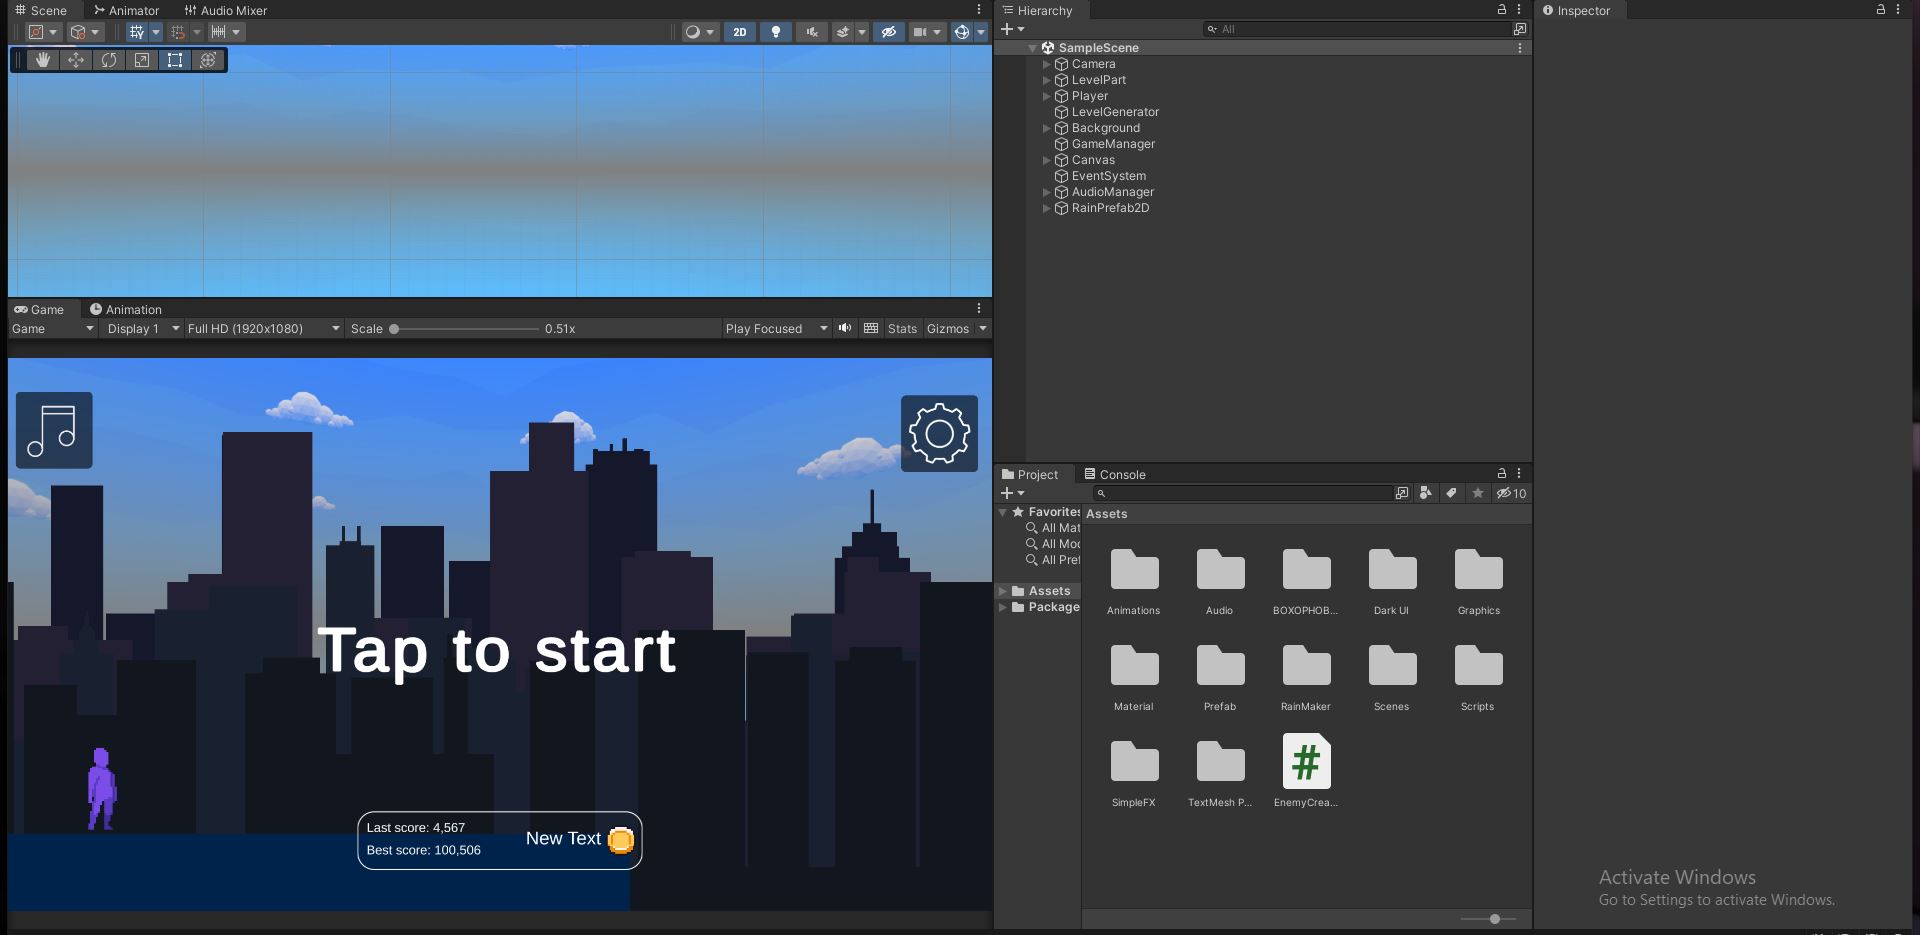 Scene
Animator
Audio Mixer
2D
Game
Animation
Game
Display 1
Full HD (1920x1080)
Scale
0.51x
Play Focused
Stats
Gizmos
Tap to start
Last score: 4,567
Best score: 100,506
New Text
Hierarchy
All
SampleScene
Camera
LevelPart
Player
LevelGenerator
Background
GameManager
Canvas
EventSystem
AudioManager
RainPrefab2D
Project
Console
10
Favorites
All Mat
All Moc
All Pref
Assets
Package
Assets
Animations
Audio
BOXOPHOB...
Dark UI
Graphics
Material
Prefab
RainMaker
Scenes
Scripts
SimpleFX
TextMesh P...
#
EnemyCrea...
Inspector
Activate Windows
Go to Settings to activate Windows.